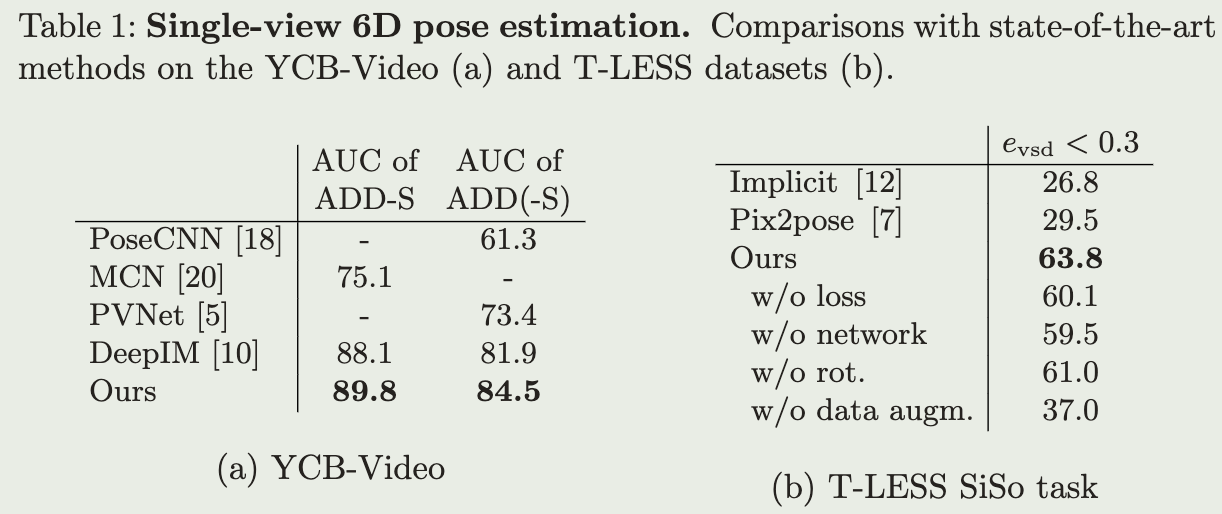 Table 1: Single-view 6D pose estimation. Comparisons with state-of-the-art
methods on the YCB-Video (a) and T-LESS datasets (b).
AUC of AUC of
ADD-S ADD(-S)
PoseCNN [18] - 61.3
MCN [20] 75.1 -
PVNet [5] - 73.4
DeepIM [10] 88.1 81.9
Ours 89.8 84.5
(a) YCB-Video
e_vsd < 0.3
Implicit [12] 26.8
Pix2pose [7] 29.5
Ours 63.8
w/o loss 60.1
w/o network 59.5
w/o rot. 61.0
w/o data augm. 37.0
(b) T-LESS SiSo task